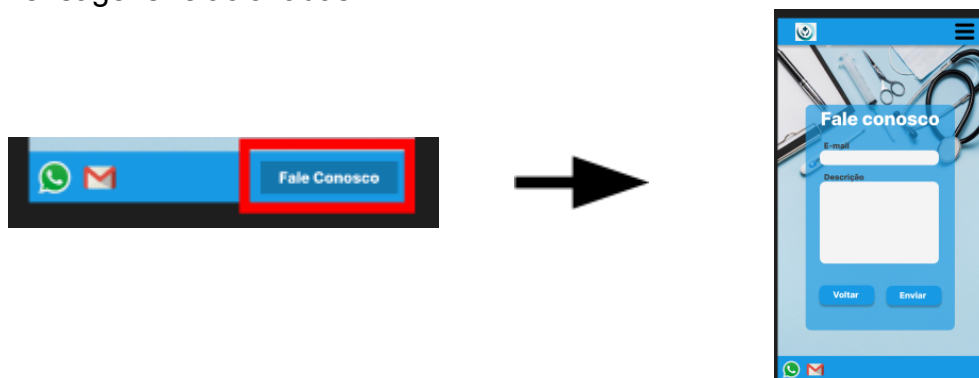 Fale Conosco
Fale conosco
E-mail
Descrição
Voltar
Enviar